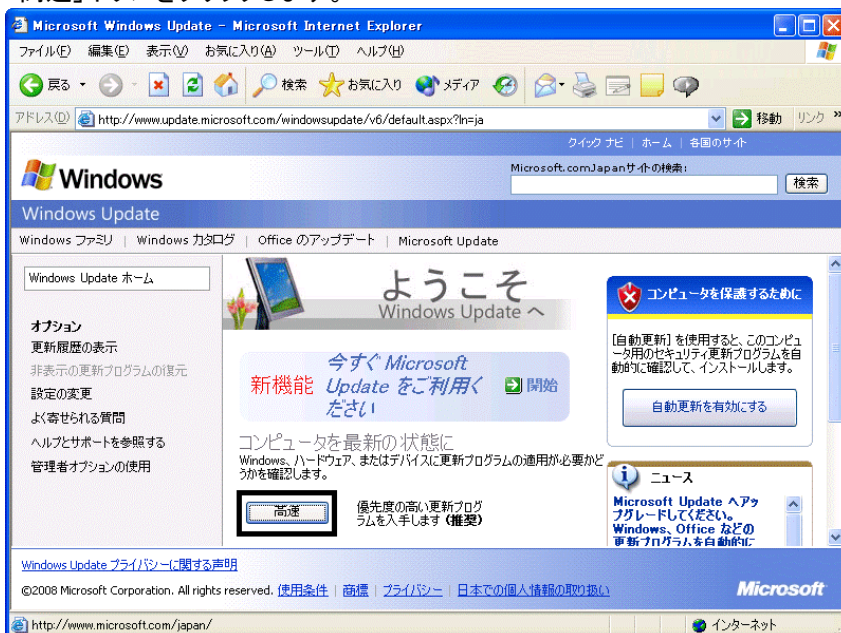 Microsoft Windows Update - Microsoft Internet Explorer
ファイル(F) 編集(E) 表示(V) お気に入り(A) ツール(T) ヘルプ(H)
戻る 検索 お気に入り メディア
アドレス(D) http://www.update.microsoft.com/windowsupdate/v6/default.aspx?ln=ja 移動 リンク »
クイック ナビ | ホーム | 各国のサイト
Windows
Microsoft.comJapanサイトの検索:
検索
Windows Update
Windows ファミリ | Windows カタログ | Office のアップデート | Microsoft Update
Windows Update ホーム
オプション
更新履歴の表示
非表示の更新プログラムの復元
設定の変更
よく寄せられる質問
ヘルプとサポートを参照する
管理者オプションの使用
ようこそ
Windows Update へ
新機能
今すぐ Microsoft
Update をご利用く
ださい
開始
コンピュータを最新の状態に
Windows、ハードウェア、またはデバイスに更新プログラムの適用が必要かど
うかを確認します。
高速
優先度の高い更新プログ
ラムを入手します (推奨)
コンピュータを保護するために
[自動更新] を使用すると、このコンピュ
ータ用のセキュリティ更新プログラムを自
動的に確認して、インストールします。
自動更新を有効にする
ニュース
Microsoft Update へアッ
プグレードしてください。
Windows、Office などの
更新プログラムを自動的に
Windows Update プライバシーに関する声明
©2008 Microsoft Corporation. All rights reserved. 使用条件 | 商標 | プライバシー | 日本での個人情報の取り扱い
Microsoft
http://www.microsoft.com/japan/
インターネット